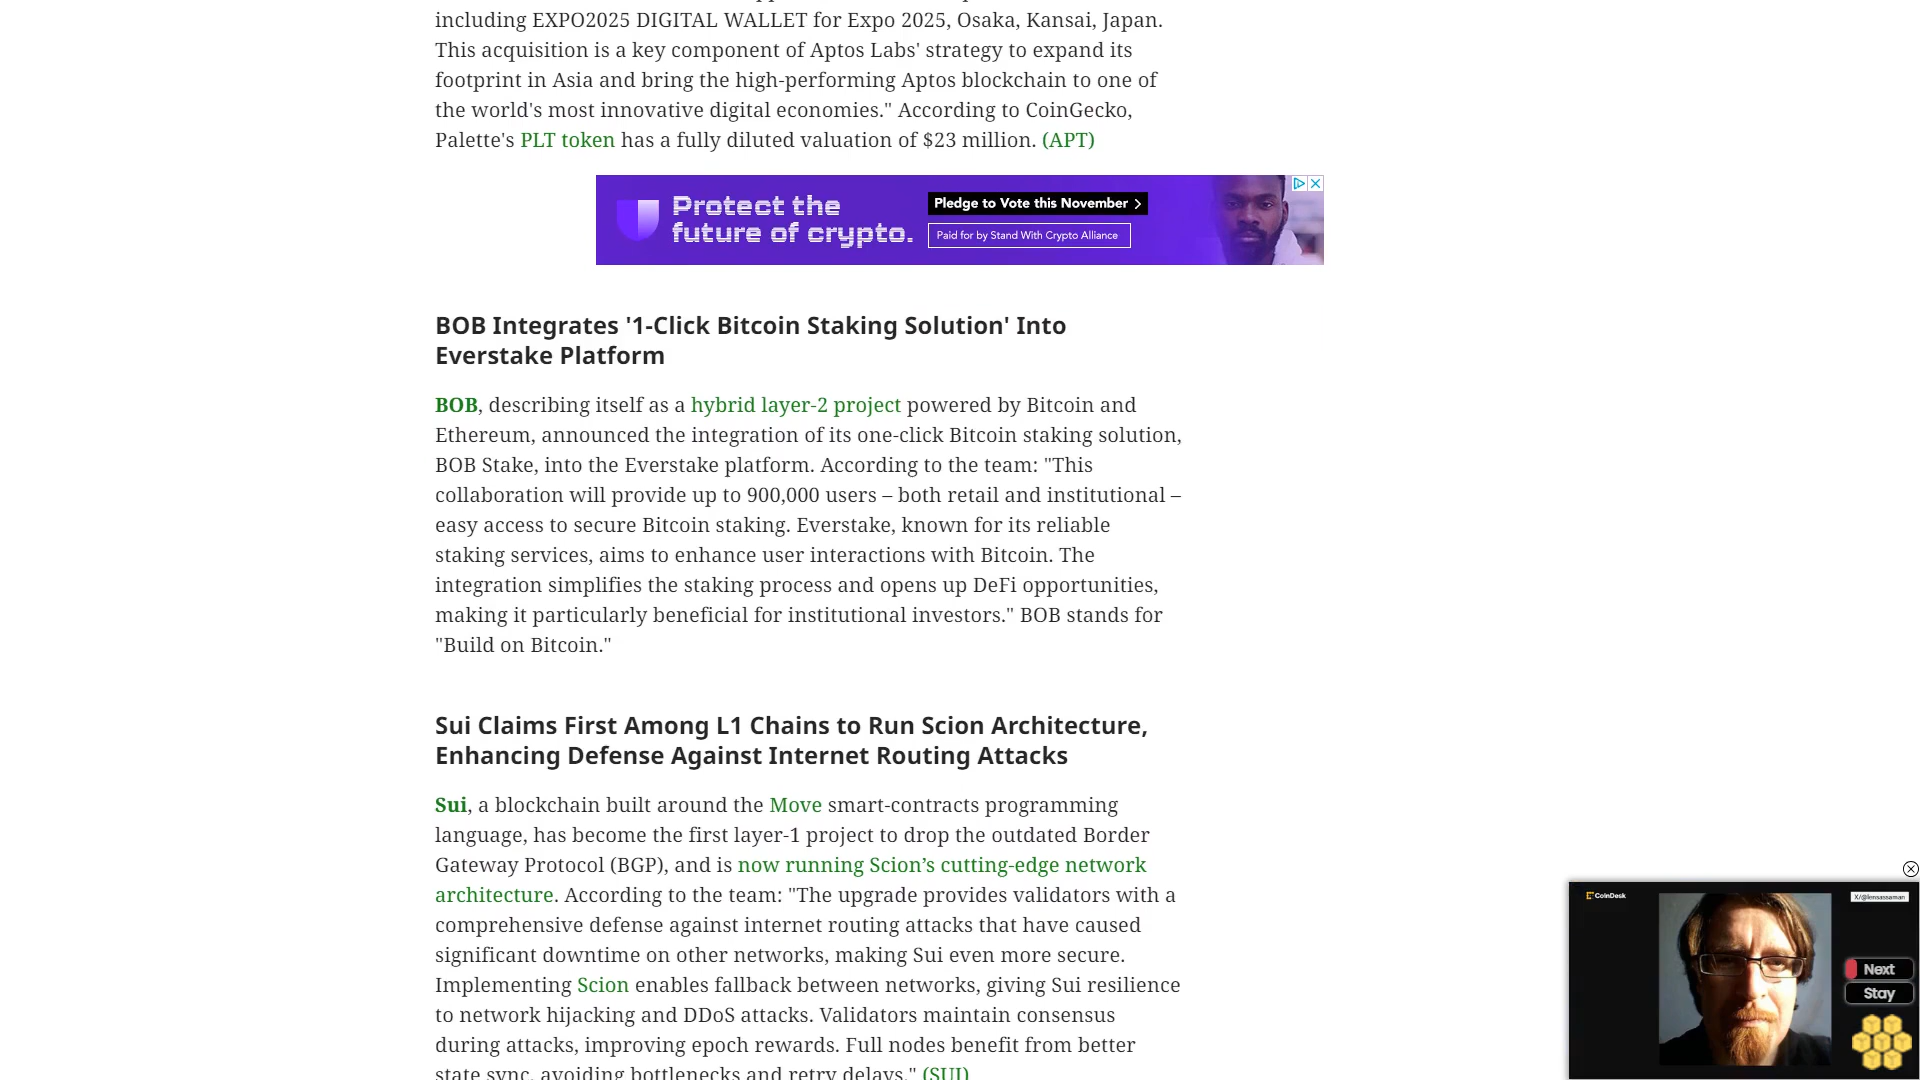 including EXPO2025 DIGITAL WALLET for Expo 2025, Osaka, Kansai, Japan.
This acquisition is a key component of Aptos Labs' strategy to expand its
footprint in Asia and bring the high-performing Aptos blockchain to one of
the world's most innovative digital economies." According to CoinGecko,
Palette's PLT token has a fully diluted valuation of $23 million. (APT)
Protect the
future of crypto.
Pledge to Vote this November
Paid for by Stand With Crypto Alliance
BOB Integrates '1-Click Bitcoin Staking Solution' Into
Everstake Platform
BOB, describing itself as a hybrid layer-2 project powered by Bitcoin and
Ethereum, announced the integration of its one-click Bitcoin staking solution,
BOB Stake, into the Everstake platform. According to the team: "This
collaboration will provide up to 900,000 users – both retail and institutional –
easy access to secure Bitcoin staking. Everstake, known for its reliable
staking services, aims to enhance user interactions with Bitcoin. The
integration simplifies the staking process and opens up DeFi opportunities,
making it particularly beneficial for institutional investors." BOB stands for
"Build on Bitcoin."
Sui Claims First Among L1 Chains to Run Scion Architecture,
Enhancing Defense Against Internet Routing Attacks
Sui, a blockchain built around the Move smart-contracts programming
language, has become the first layer-1 project to drop the outdated Border
Gateway Protocol (BGP), and is now running Scion’s cutting-edge network
architecture. According to the team: "The upgrade provides validators with a
comprehensive defense against internet routing attacks that have caused
significant downtime on other networks, making Sui even more secure.
Implementing Scion enables fallback between networks, giving Sui resilience
to network hijacking and DDoS attacks. Validators maintain consensus
during attacks, improving epoch rewards. Full nodes benefit from better
state sync, avoiding bottlenecks and retry delays." (SUI)
CoinDesk
X/@lensassaman
Next
Stay